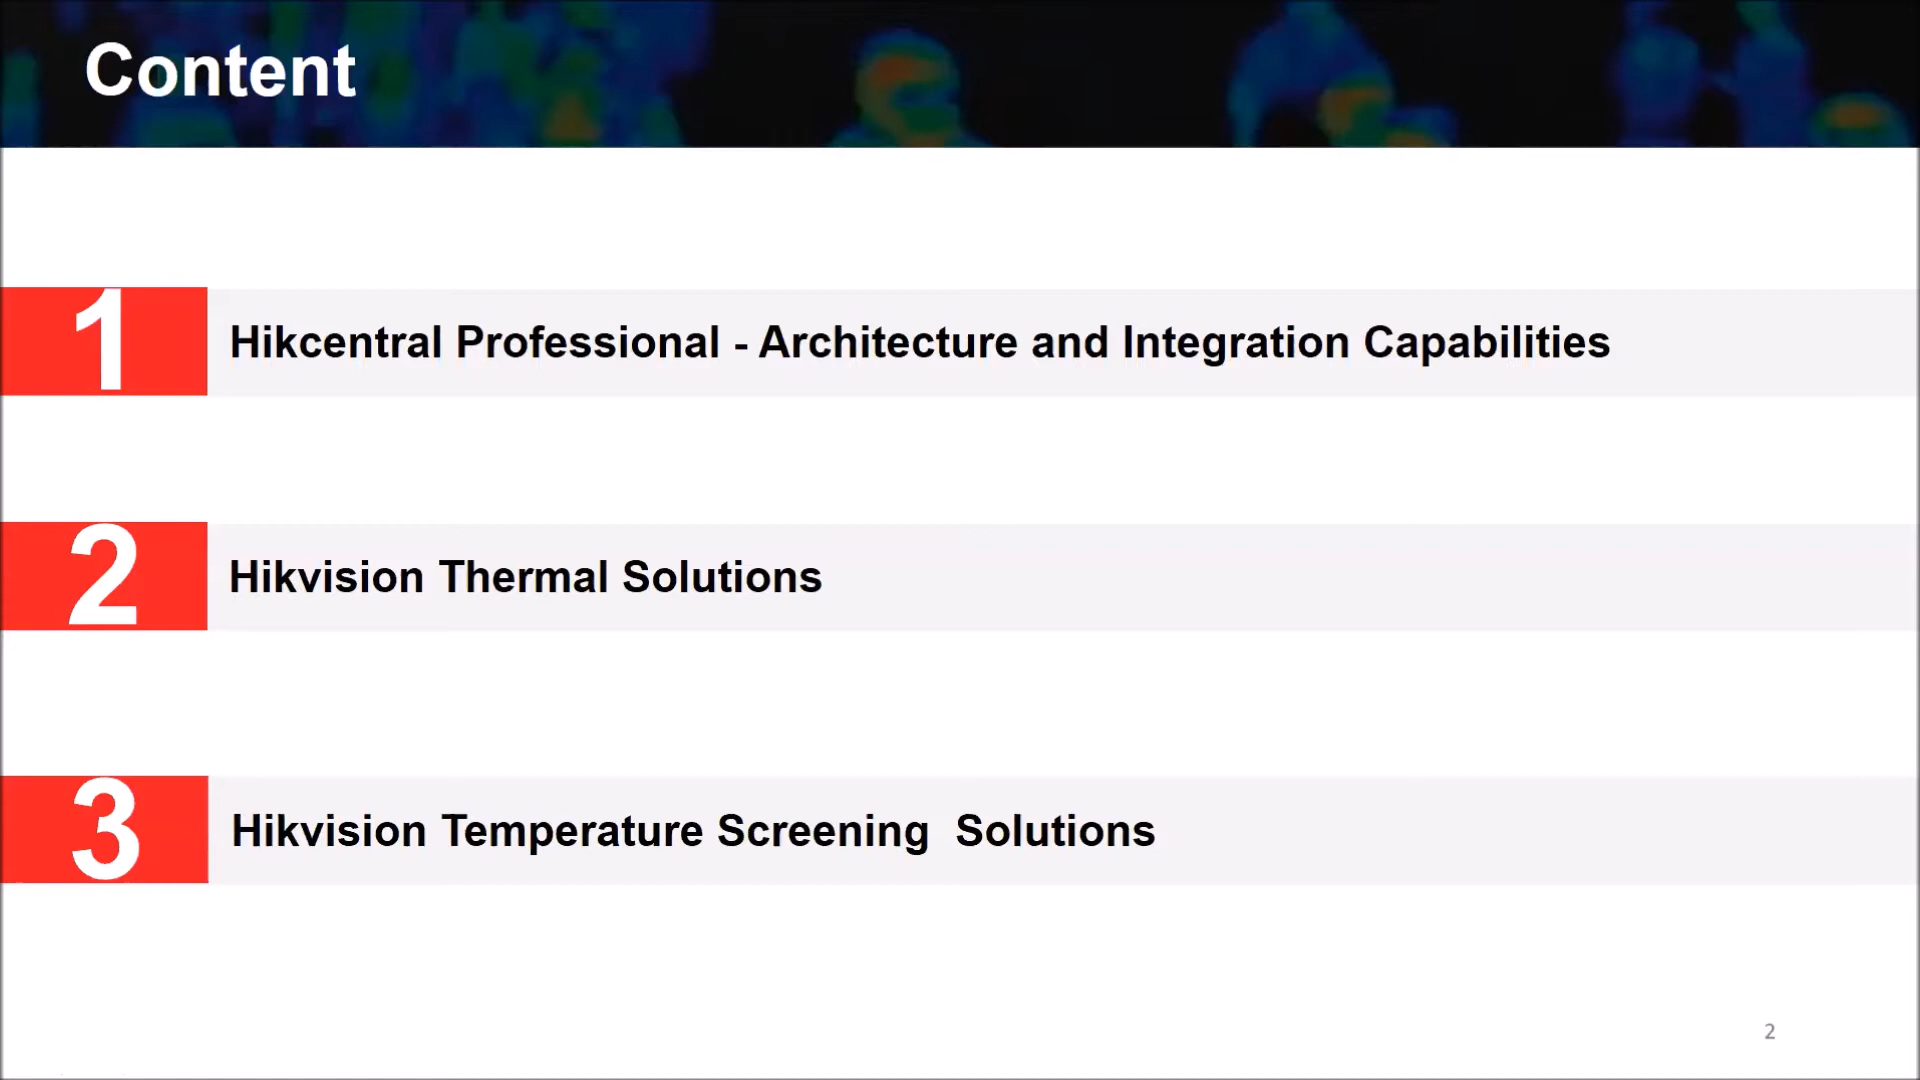 Content
1
Hikcentral Professional - Architecture and Integration Capabilities
2
Hikvision Thermal Solutions
3
Hikvision Temperature Screening  Solutions
2